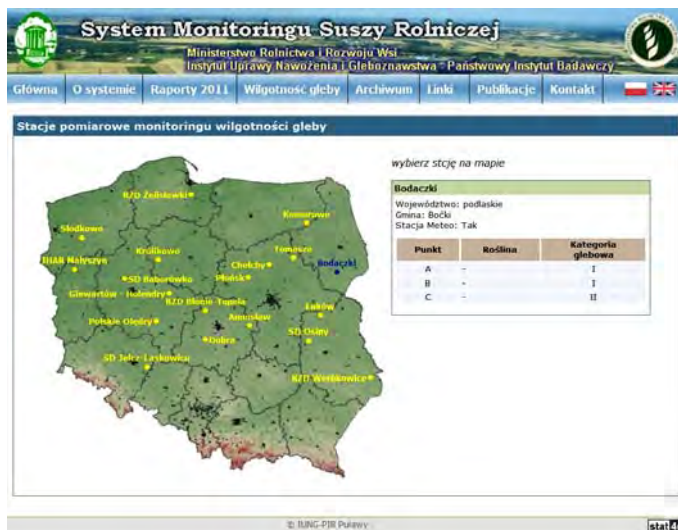 System Monitoringu Suszy Rolniczej
Ministerstwo Rolnictwa i Rozwoju Wsi
Instytut Uprawy Nawożenia i Gleboznawstwa - Państwowy Instytut Badawczy
Główna O systemie Raporty 2011 Wilgotność gleby Archiwum Linki Publikacje Kontakt
Stacje pomiarowe monitoringu wilgotności gleby
wybierz stcję na mapie
Bodaczki
Województwo: podlaskie
Gmina: Boćki
Stacja Meteo: Tak
Punkt Roślina Kategoria glebowa
A - I
B - I
C - II
RZD Żelisławki
Komorowo
Słodkowo
Królikowo
Tomaszo
IHAR Małyszyn
Chełchy
Bodaczki
SD Baborówko
Płońsk
Glewartów - Holendry
RZD Błonie-Topola
Łuków
Polskie Olędry
SD Osiny
Dobra
SD Jelcz-Laskowice
RZD Werbkowice
© IUNG-PIB Puławy
stat4